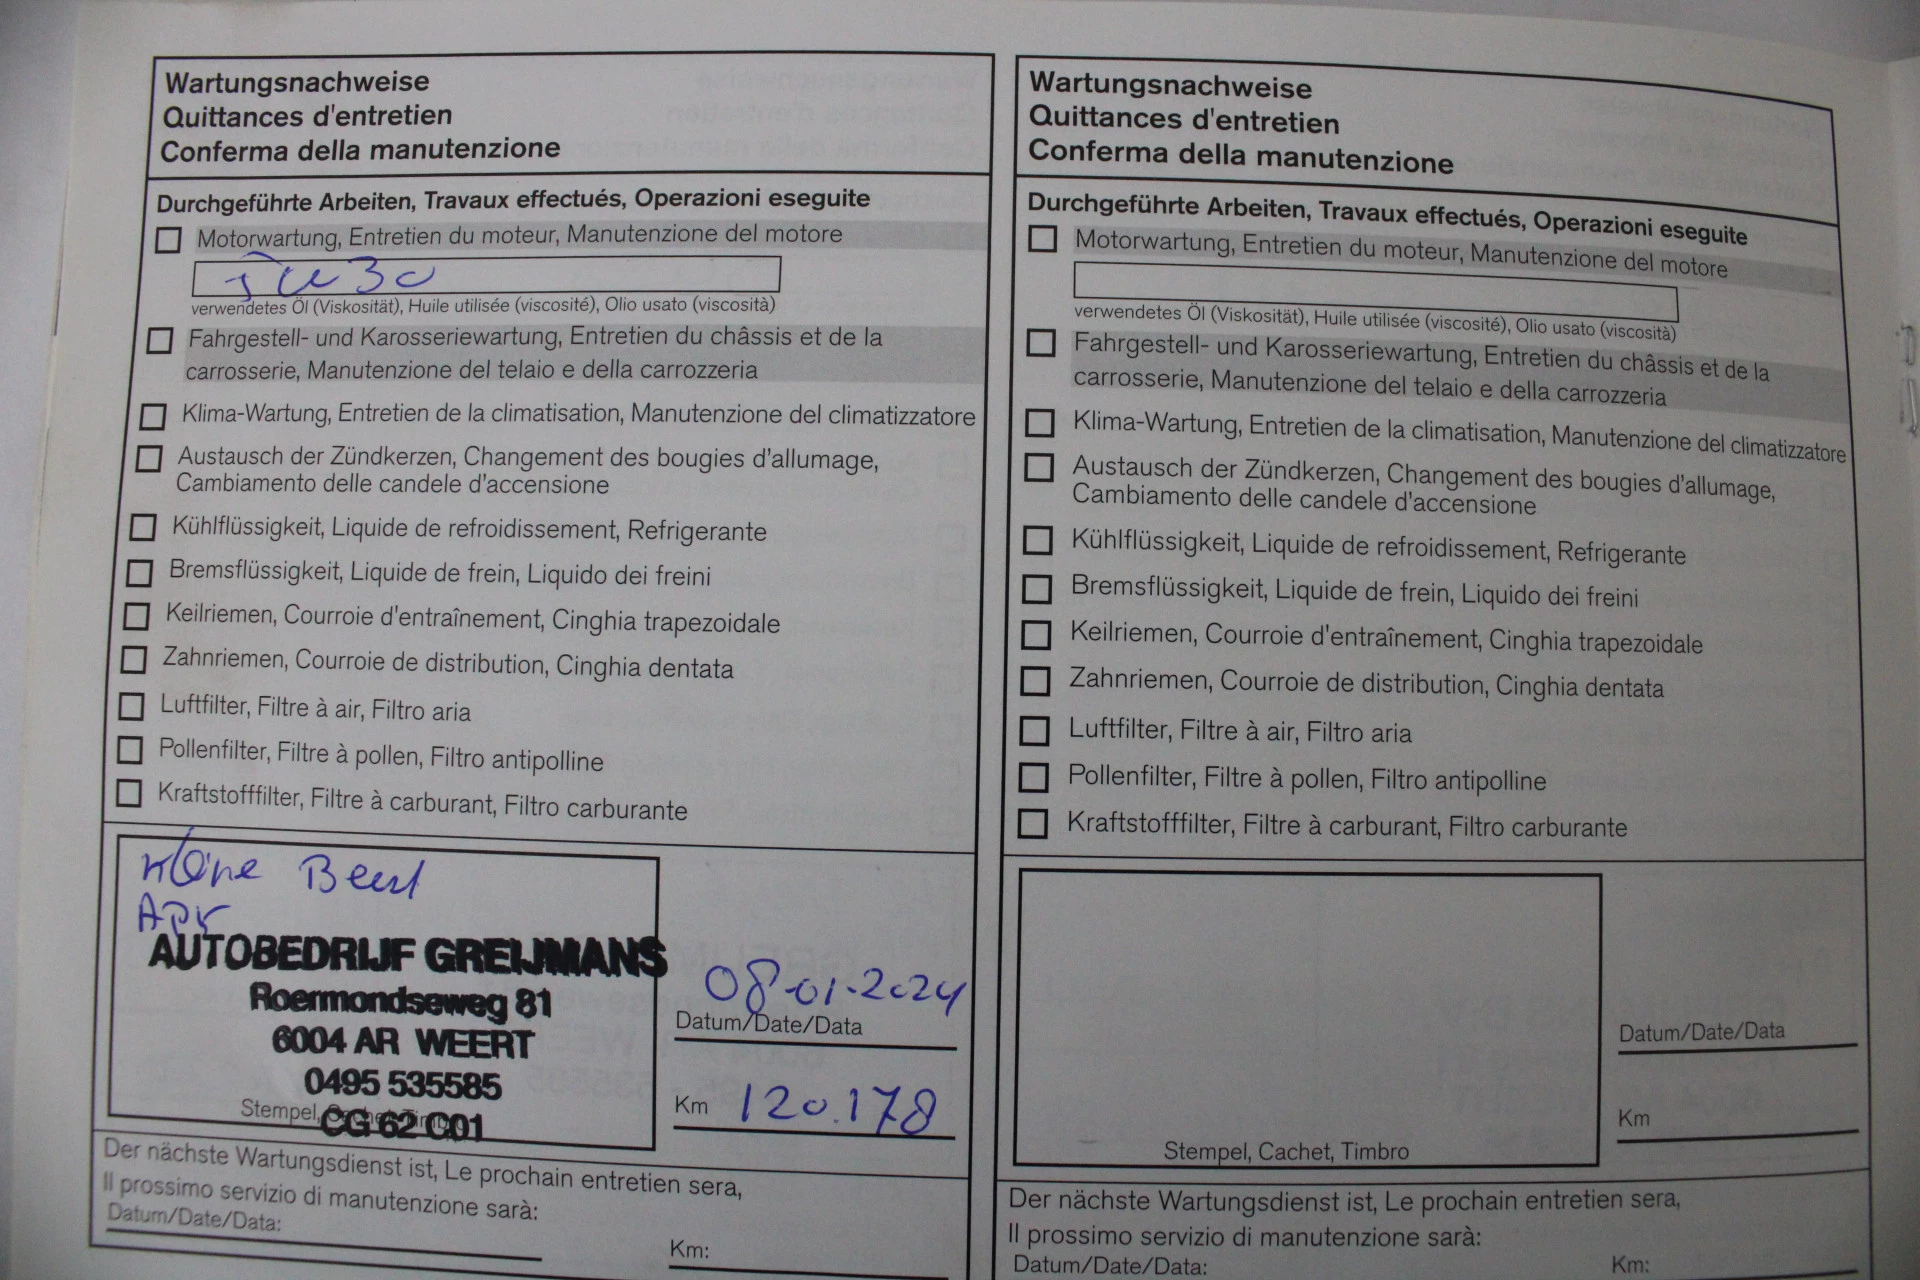 Wartungsnachweise
Quittances d'entretien
Conferma della manutenzione
Durchgeführte Arbeiten, Travaux effectués, Operazioni eseguite
Motorwartung, Entretien du moteur, Manutenzione del motore
5W30
verwendetes Öl (Viskosität), Huile utilisée (viscosité), Olio usato (viscosità)
Fahrgestell- und Karosseriewartung, Entretien du châssis et de la
carrosserie, Manutenzione del telaio e della carrozzeria
Klima-Wartung, Entretien de la climatisation, Manutenzione del climatizzatore
Austausch der Zündkerzen, Changement des bougies d'allumage,
Cambiamento delle candele d'accensione
Kühlflüssigkeit, Liquide de refroidissement, Refrigerante
Bremsflüssigkeit, Liquide de frein, Liquido dei freini
Keilriemen, Courroie d'entraînement, Cinghia trapezoidale
Zahnriemen, Courroie de distribution, Cinghia dentata
Luftfilter, Filtre à air, Filtro aria
Pollenfilter, Filtre à pollen, Filtro antipolline
Kraftstofffilter, Filtre à carburant, Filtro carburante
Kleine Beurt
APK
AUTOBEDRIJF GREIJMANS
Roermondseweg 81
6004 AR WEERT
0495 535585
CG 62 C01
Stempel, Cachet, Timbro
08-01-2024
Datum/Date/Data
Km 120.178
Der nächste Wartungsdienst ist, Le prochain entretien sera,
Il prossimo servizio di manutenzione sarà:
Datum/Date/Data:
Km:
Wartungsnachweise
Quittances d'entretien
Conferma della manutenzione
Durchgeführte Arbeiten, Travaux effectués, Operazioni eseguite
Motorwartung, Entretien du moteur, Manutenzione del motore
verwendetes Öl (Viskosität), Huile utilisée (viscosité), Olio usato (viscosità)
Fahrgestell- und Karosseriewartung, Entretien du châssis et de la
carrosserie, Manutenzione del telaio e della carrozzeria
Klima-Wartung, Entretien de la climatisation, Manutenzione del climatizzatore
Austausch der Zündkerzen, Changement des bougies d'allumage,
Cambiamento delle candele d'accensione
Kühlflüssigkeit, Liquide de refroidissement, Refrigerante
Bremsflüssigkeit, Liquide de frein, Liquido dei freini
Keilriemen, Courroie d'entraînement, Cinghia trapezoidale
Zahnriemen, Courroie de distribution, Cinghia dentata
Luftfilter, Filtre à air, Filtro aria
Pollenfilter, Filtre à pollen, Filtro antipolline
Kraftstofffilter, Filtre à carburant, Filtro carburante
Stempel, Cachet, Timbro
Datum/Date/Data
Km
Der nächste Wartungsdienst ist, Le prochain entretien sera,
Il prossimo servizio di manutenzione sarà:
Datum/Date/Data:
Km: